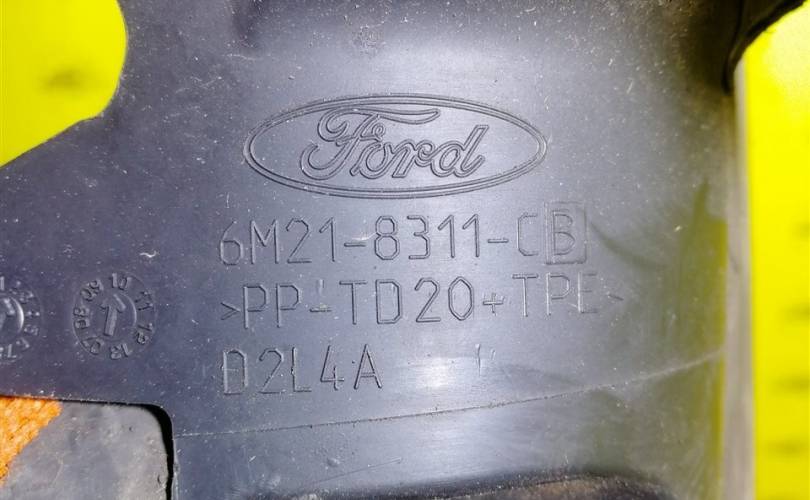 Ford
6M21-8311-CB
>PP-TD20+TPE<
D2L4A